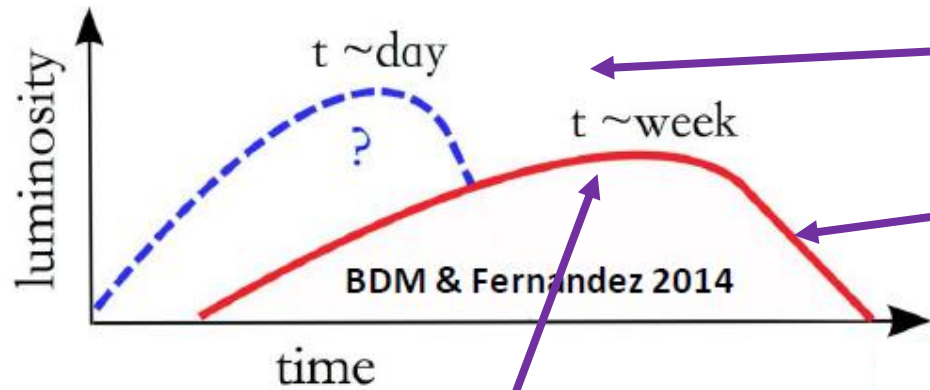 t ~day
luminosity
?
t ~week
BDM & Fernandez 2014
time